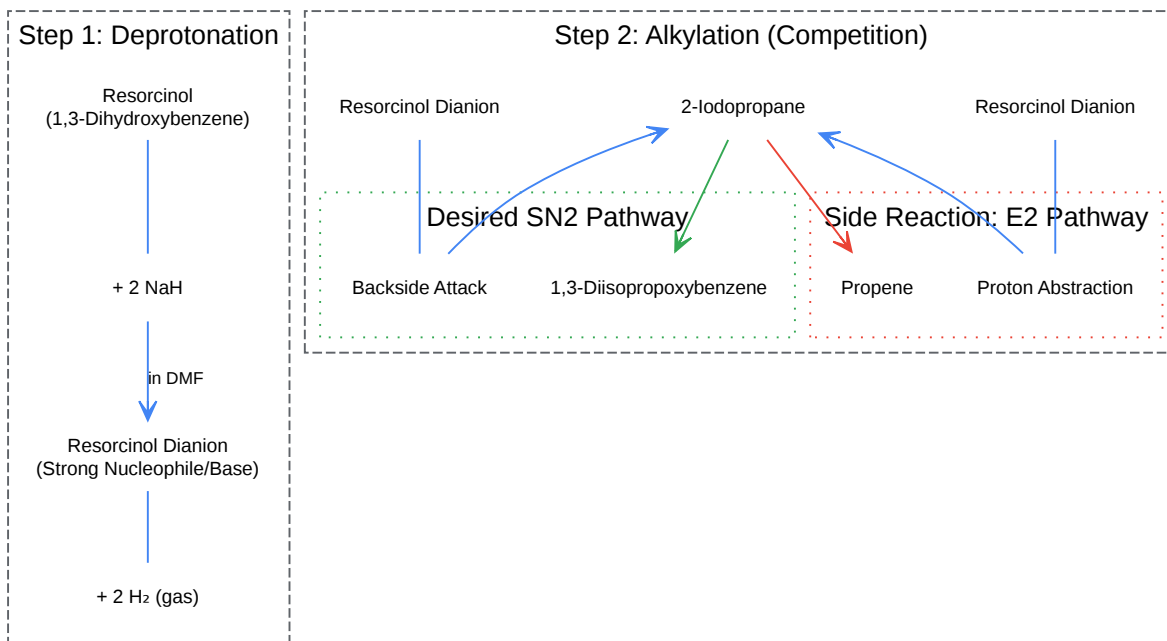 Step 1: Deprotonation
Resorcinol
(1,3-Dihydroxybenzene)
+ 2 NaH
in DMF
Resorcinol Dianion
(Strong Nucleophile/Base)
+ 2 H₂ (gas)
Step 2: Alkylation (Competition)
Resorcinol Dianion
2-Iodopropane
Resorcinol Dianion
Desired SN2 Pathway
Backside Attack
1,3-Diisopropoxybenzene
Side Reaction: E2 Pathway
Propene
Proton Abstraction